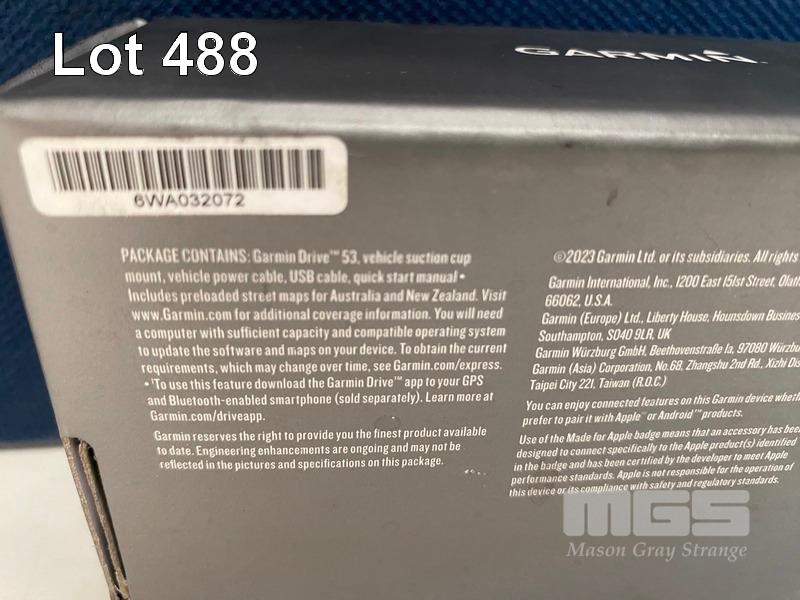 Lot 488
GARMIN
6WA032072
PACKAGE CONTAINS: Garmin Drive™ 53, vehicle suction cup
mount, vehicle power cable, USB cable, quick start manual •
Includes preloaded street maps for Australia and New Zealand. Visit
www.Garmin.com for additional coverage information. You will need
a computer with sufficient capacity and compatible operating system
to update the software and maps on your device. To obtain the current
requirements, which may change over time, see Garmin.com/express.
• ¹To use this feature download the Garmin Drive™ app to your GPS
and Bluetooth-enabled smartphone (sold separately). Learn more at
Garmin.com/driveapp.
Garmin reserves the right to provide you the finest product available
to date. Engineering enhancements are ongoing and may not be
reflected in the pictures and specifications on this package.
©2023 Garmin Ltd. or its subsidiaries. All rights
Garmin International, Inc., 1200 East 151st Street, Olath
66062, U.S.A.
Garmin (Europe) Ltd., Liberty House, Hounsdown Busines
Southampton, SO40 9LR, UK
Garmin Würzburg GmbH, Beethovenstraße 1a, 97080 Würzbu
Garmin (Asia) Corporation, No.68, Zhangshu 2nd Rd., Xizhi Dis
Taipei City 221, Taiwan (R.O.C.)
You can enjoy connected features on this Garmin device wheth
prefer to pair it with Apple® or Android™ products.
Use of the Made for Apple badge means that an accessory has bee
designed to connect specifically to the Apple product(s) identified
in the badge and has been certified by the developer to meet Apple
performance standards. Apple is not responsible for the operation of
this device or its compliance with safety and regulatory standards.
MGS
Mason Gray Strange